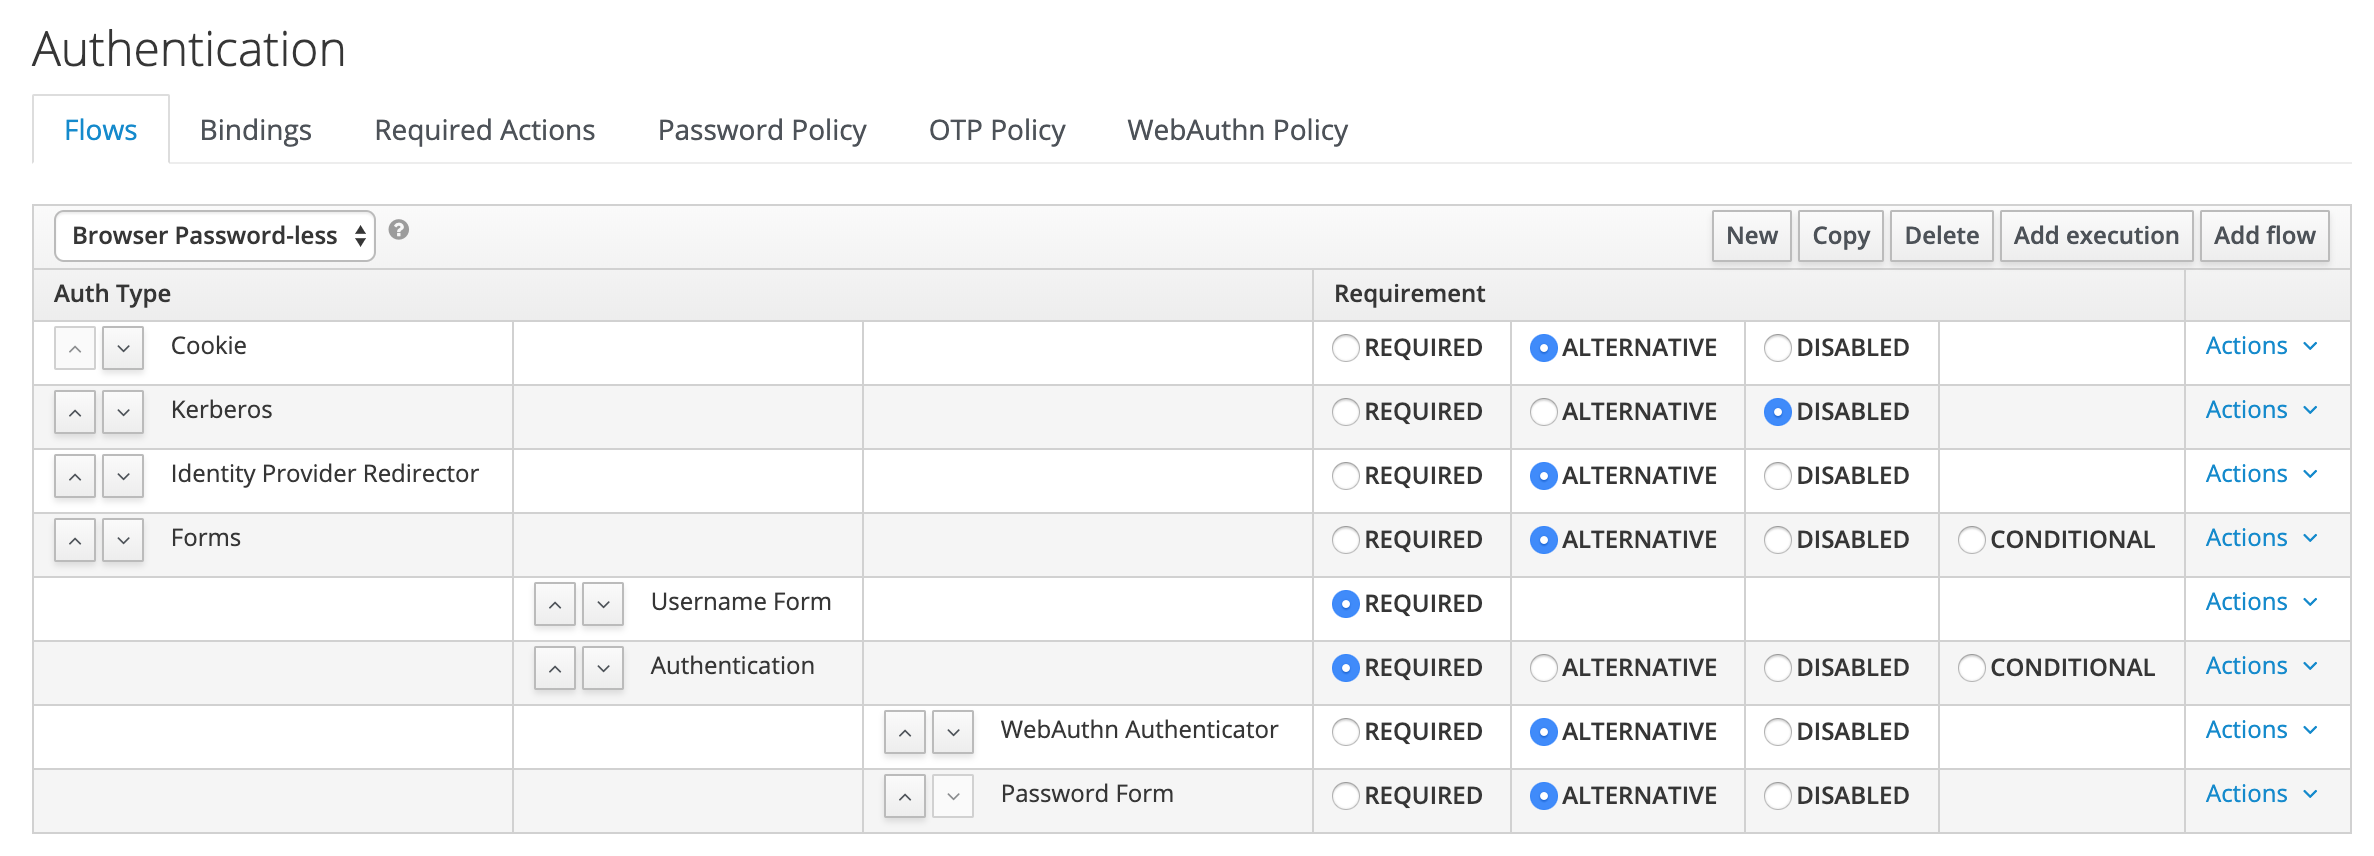 Authentication
Flows Bindings Required Actions Password Policy OTP Policy WebAuthn Policy
Browser Password-less ? New Copy Delete Add execution Add flow
Auth Type Requirement
Cookie REQUIRED ALTERNATIVE DISABLED Actions
Kerberos REQUIRED ALTERNATIVE DISABLED Actions
Identity Provider Redirector REQUIRED ALTERNATIVE DISABLED Actions
Forms REQUIRED ALTERNATIVE DISABLED CONDITIONAL Actions
Username Form REQUIRED Actions
Authentication REQUIRED ALTERNATIVE DISABLED CONDITIONAL Actions
WebAuthn Authenticator REQUIRED ALTERNATIVE DISABLED Actions
Password Form REQUIRED ALTERNATIVE DISABLED Actions